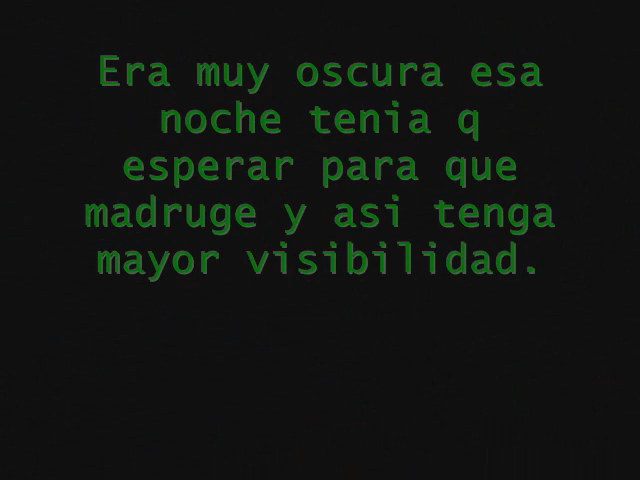 Era muy oscura esa
noche tenia q
esperar para que
madruge y asi tenga
mayor visibilidad.